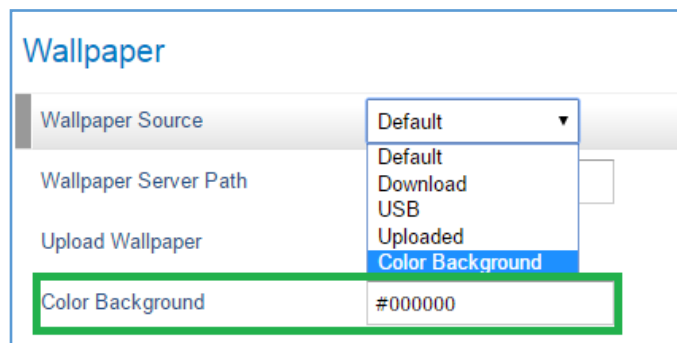 Wallpaper
Wallpaper Source Default
Default
Wallpaper Server Path Download
USB
Upload Wallpaper Uploaded
Color Background
Color Background #000000